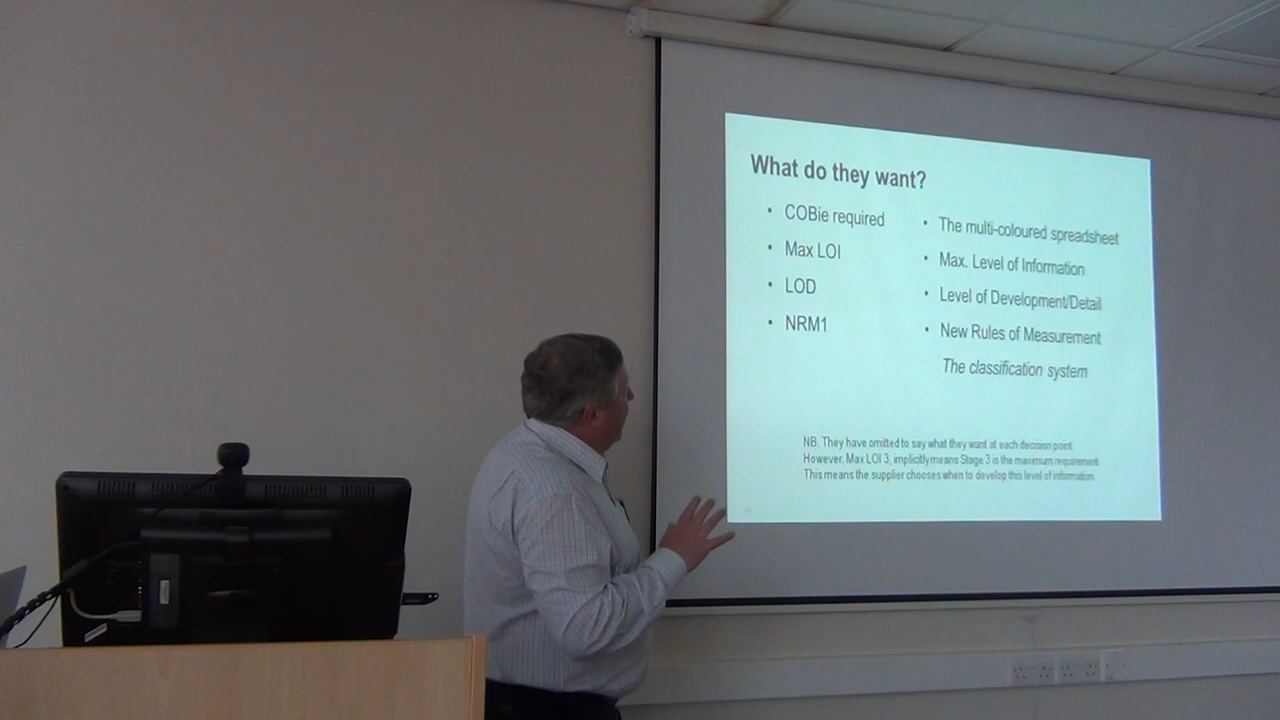 What do they want?
• COBie required
• Max LOI
• LOD
• NRM1
• The multi-coloured spreadsheet
• Max. Level of Information
• Level of Development/Detail
• New Rules of Measurement
The classification system
NB. They have omitted to say what they want at each decision point.
However, Max LOI 3, implicitly means Stage 3 is the maximum requirement
This means the supplier chooses when to develop this level of information.